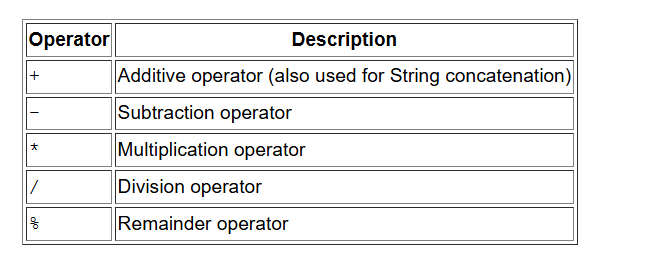 Operator Description
+ Additive operator (also used for String concatenation)
- Subtraction operator
* Multiplication operator
/ Division operator
% Remainder operator